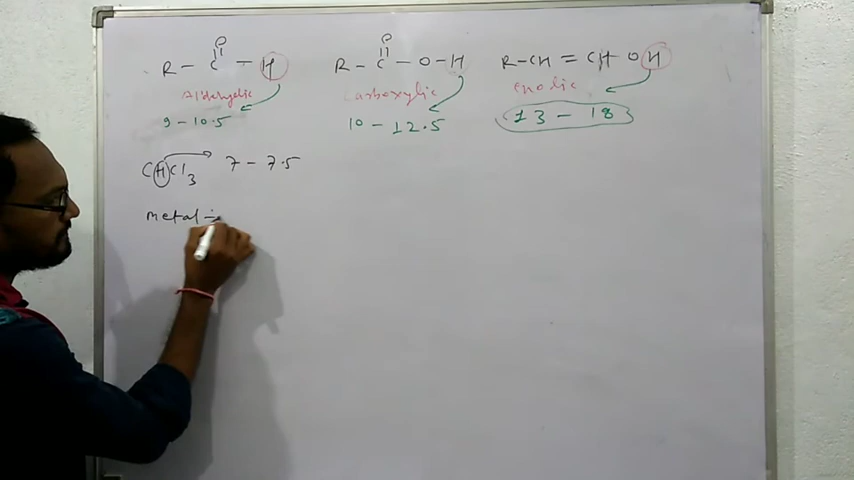 O
R - C - H
O
R - C - O - H
R - CH = CH OH
Aldehydic
Carboxylic
enolic
9 - 10.5
10 - 12.5
13 - 18
CHCl3 7 - 7.5
metal